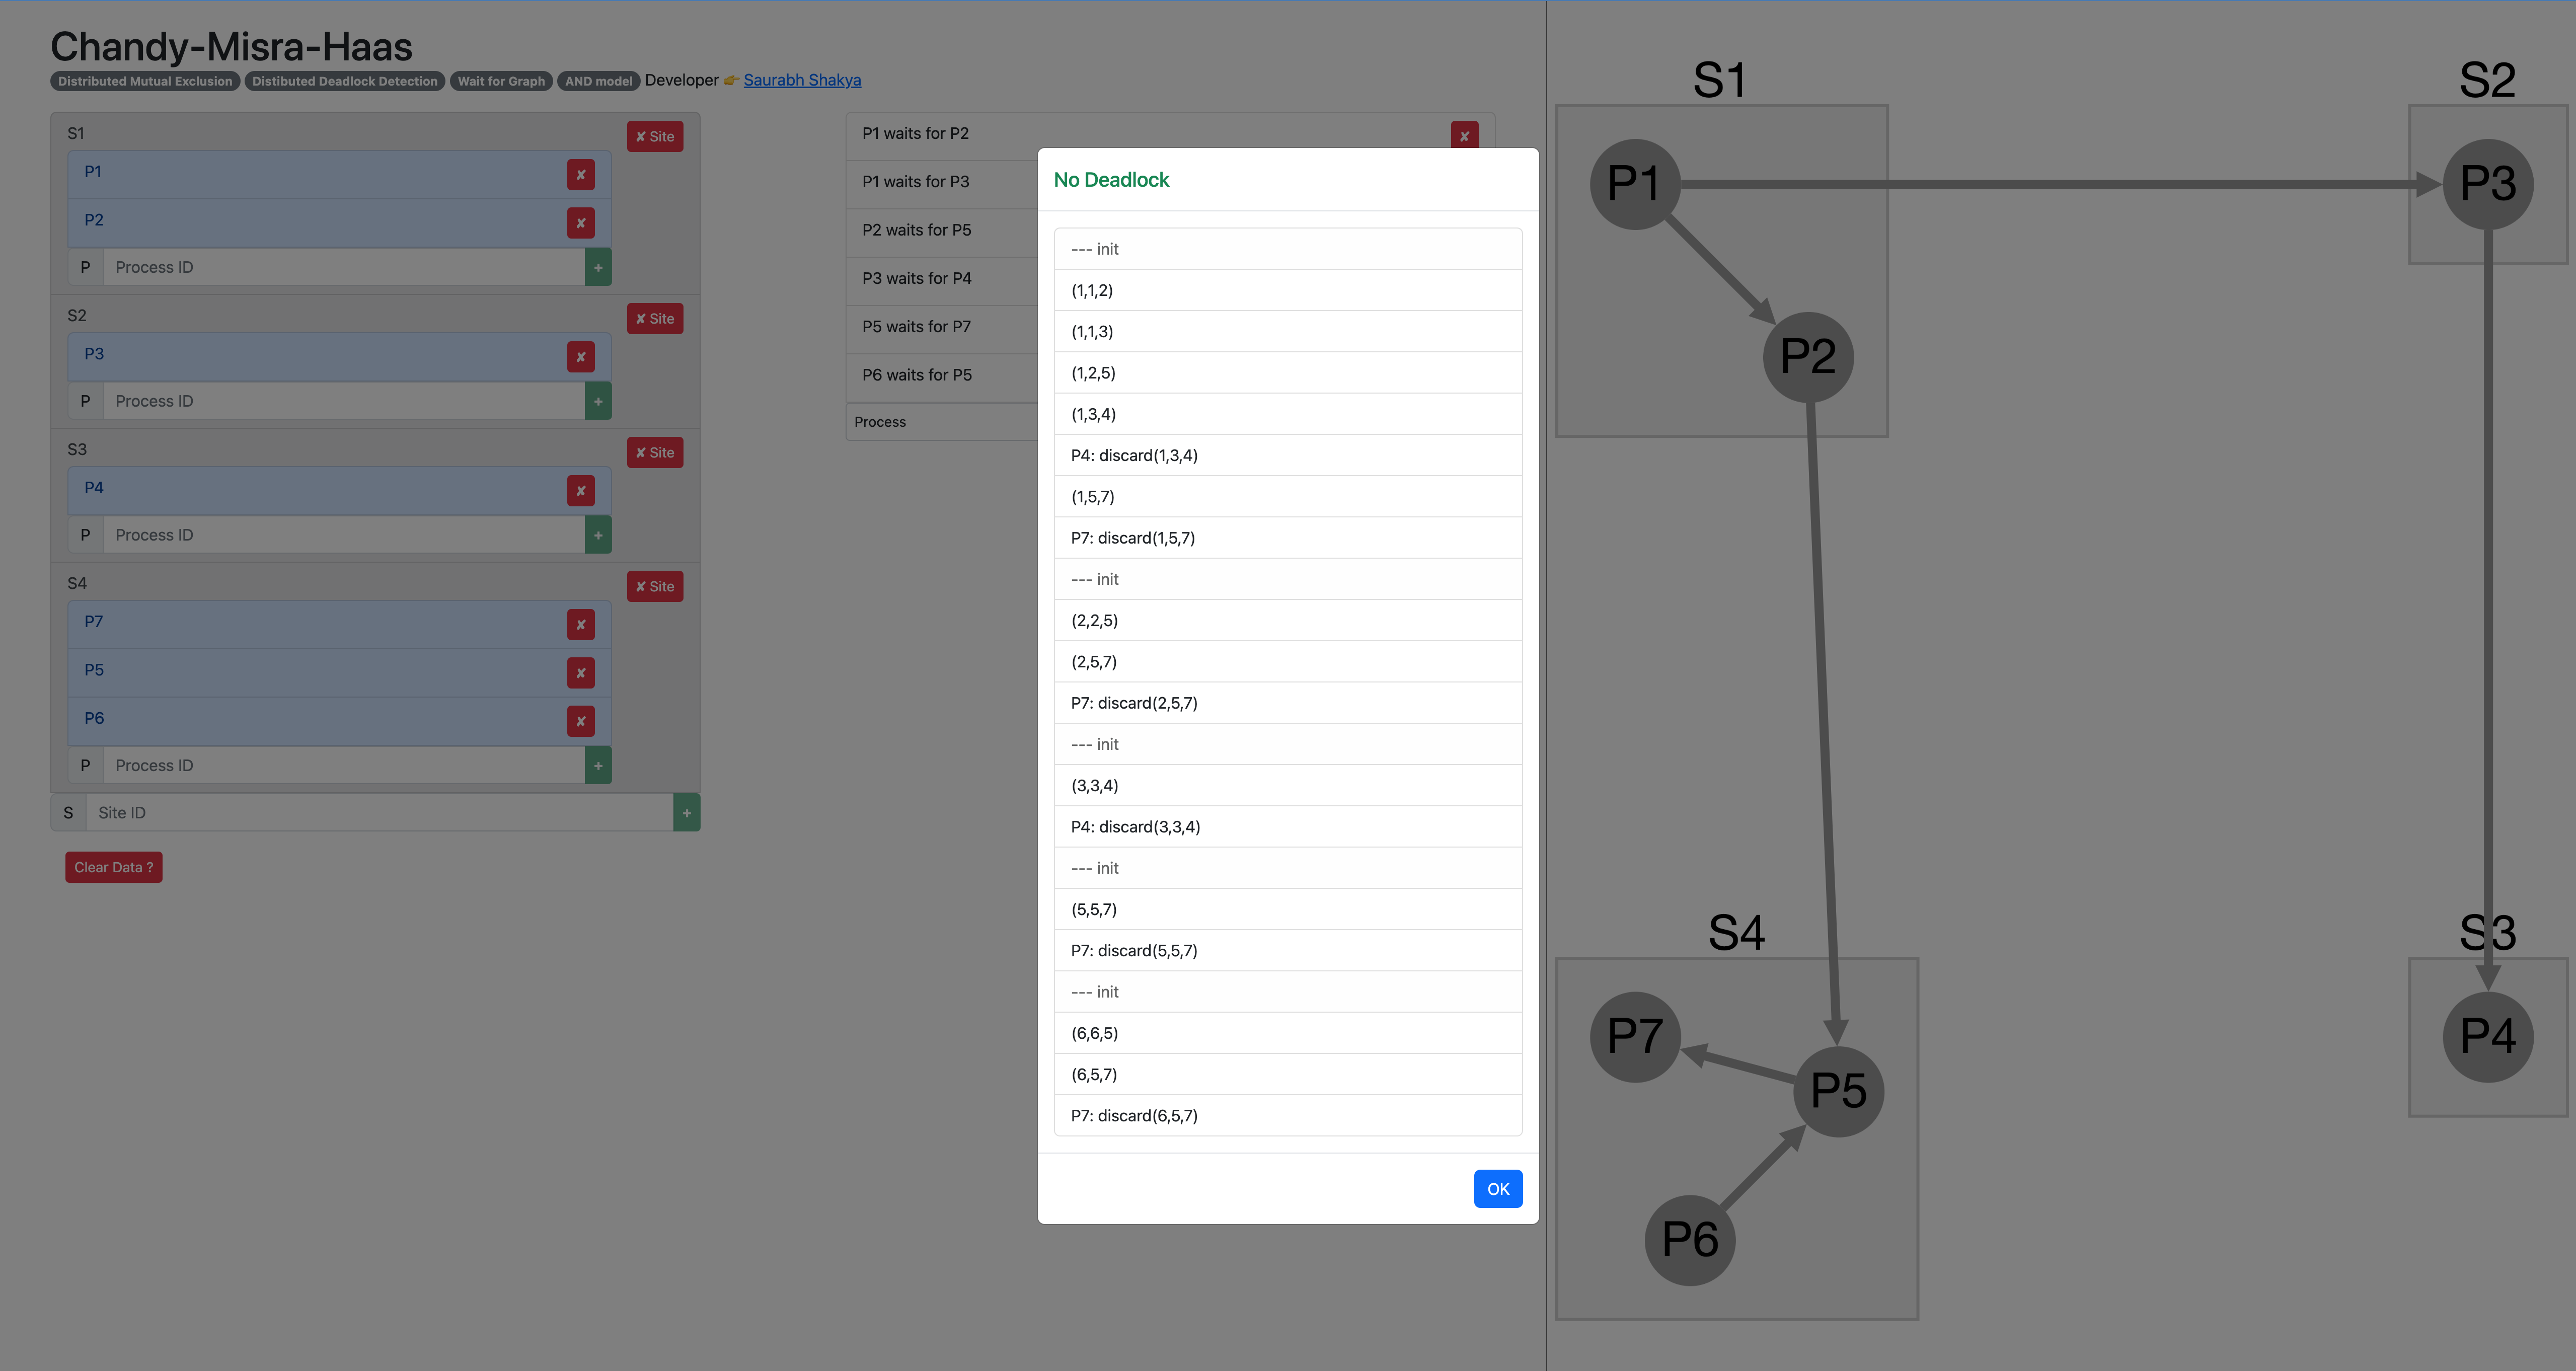 Chandy-Misra-Haas
Distributed Mutual Exclusion Distibuted Deadlock Detection Wait for Graph AND model Developer 👉 Saurabh Shakya
S1
✘ Site
P1
✘
P2
✘
P Process ID +
S2
✘ Site
P3
✘
P Process ID +
S3
✘ Site
P4
✘
P Process ID +
S4
✘ Site
P7
✘
P5
✘
P6
✘
P Process ID +
S Site ID +
Clear Data ?
P1 waits for P2
✘
P1 waits for P3
P2 waits for P5
P3 waits for P4
P5 waits for P7
P6 waits for P5
Process
No Deadlock
--- init
(1,1,2)
(1,1,3)
(1,2,5)
(1,3,4)
P4: discard(1,3,4)
(1,5,7)
P7: discard(1,5,7)
--- init
(2,2,5)
(2,5,7)
P7: discard(2,5,7)
--- init
(3,3,4)
P4: discard(3,3,4)
--- init
(5,5,7)
P7: discard(5,5,7)
--- init
(6,6,5)
(6,5,7)
P7: discard(6,5,7)
OK
S1
P1
P2
S2
P3
S4
P7
P5
P6
S3
P4